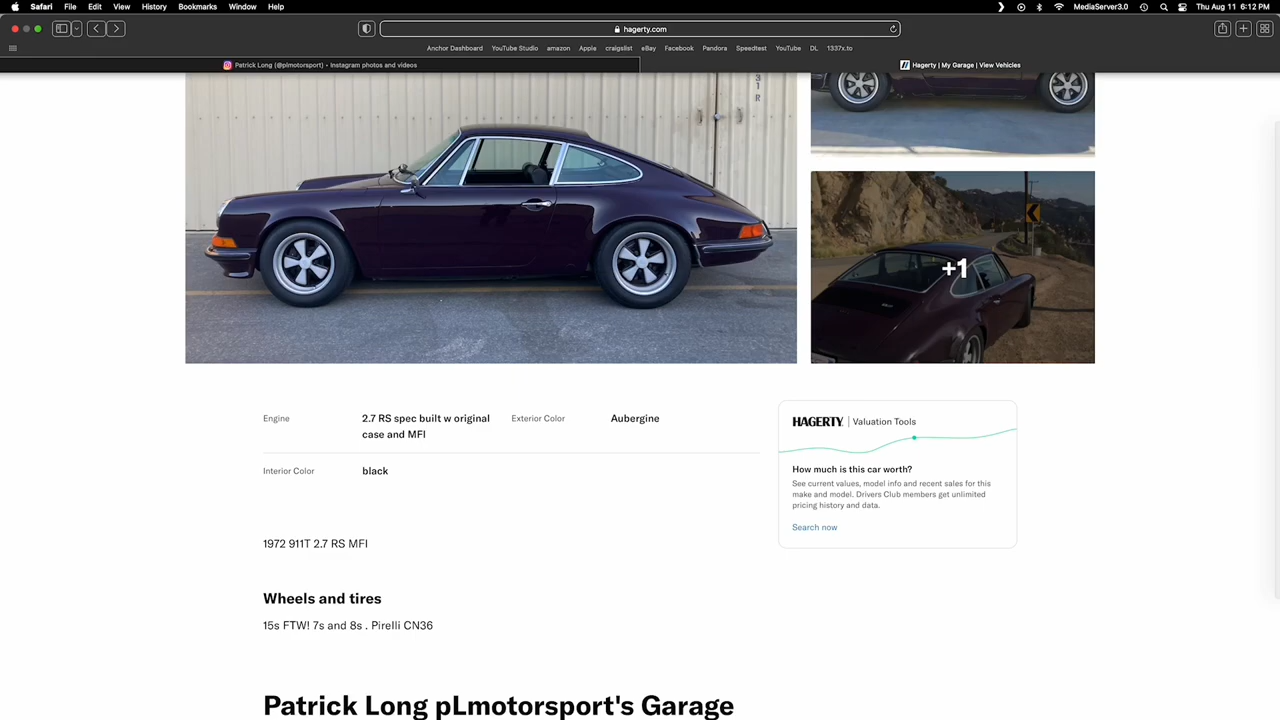 Safari File Edit View History Bookmarks Window Help MediaServer3.0 Thu Aug 11 6:12 PM
hagerty.com
Anchor Dashboard YouTube Studio amazon Apple craigslist eBay Facebook Pandora Speedtest YouTube DL 1337x.to
Patrick Long (@plmotorsport) • Instagram photos and videos
Hagerty | My Garage | View Vehicles
31R
+1
Engine 2.7 RS spec built w original case and MFI
Exterior Color Aubergine
Interior Color black
HAGERTY | Valuation Tools
How much is this car worth?
See current values, model info and recent sales for this
make and model. Drivers Club members get unlimited
pricing history and data.
Search now
1972 911T 2.7 RS MFI
Wheels and tires
15s FTW! 7s and 8s . Pirelli CN36
Patrick Long pLmotorsport's Garage